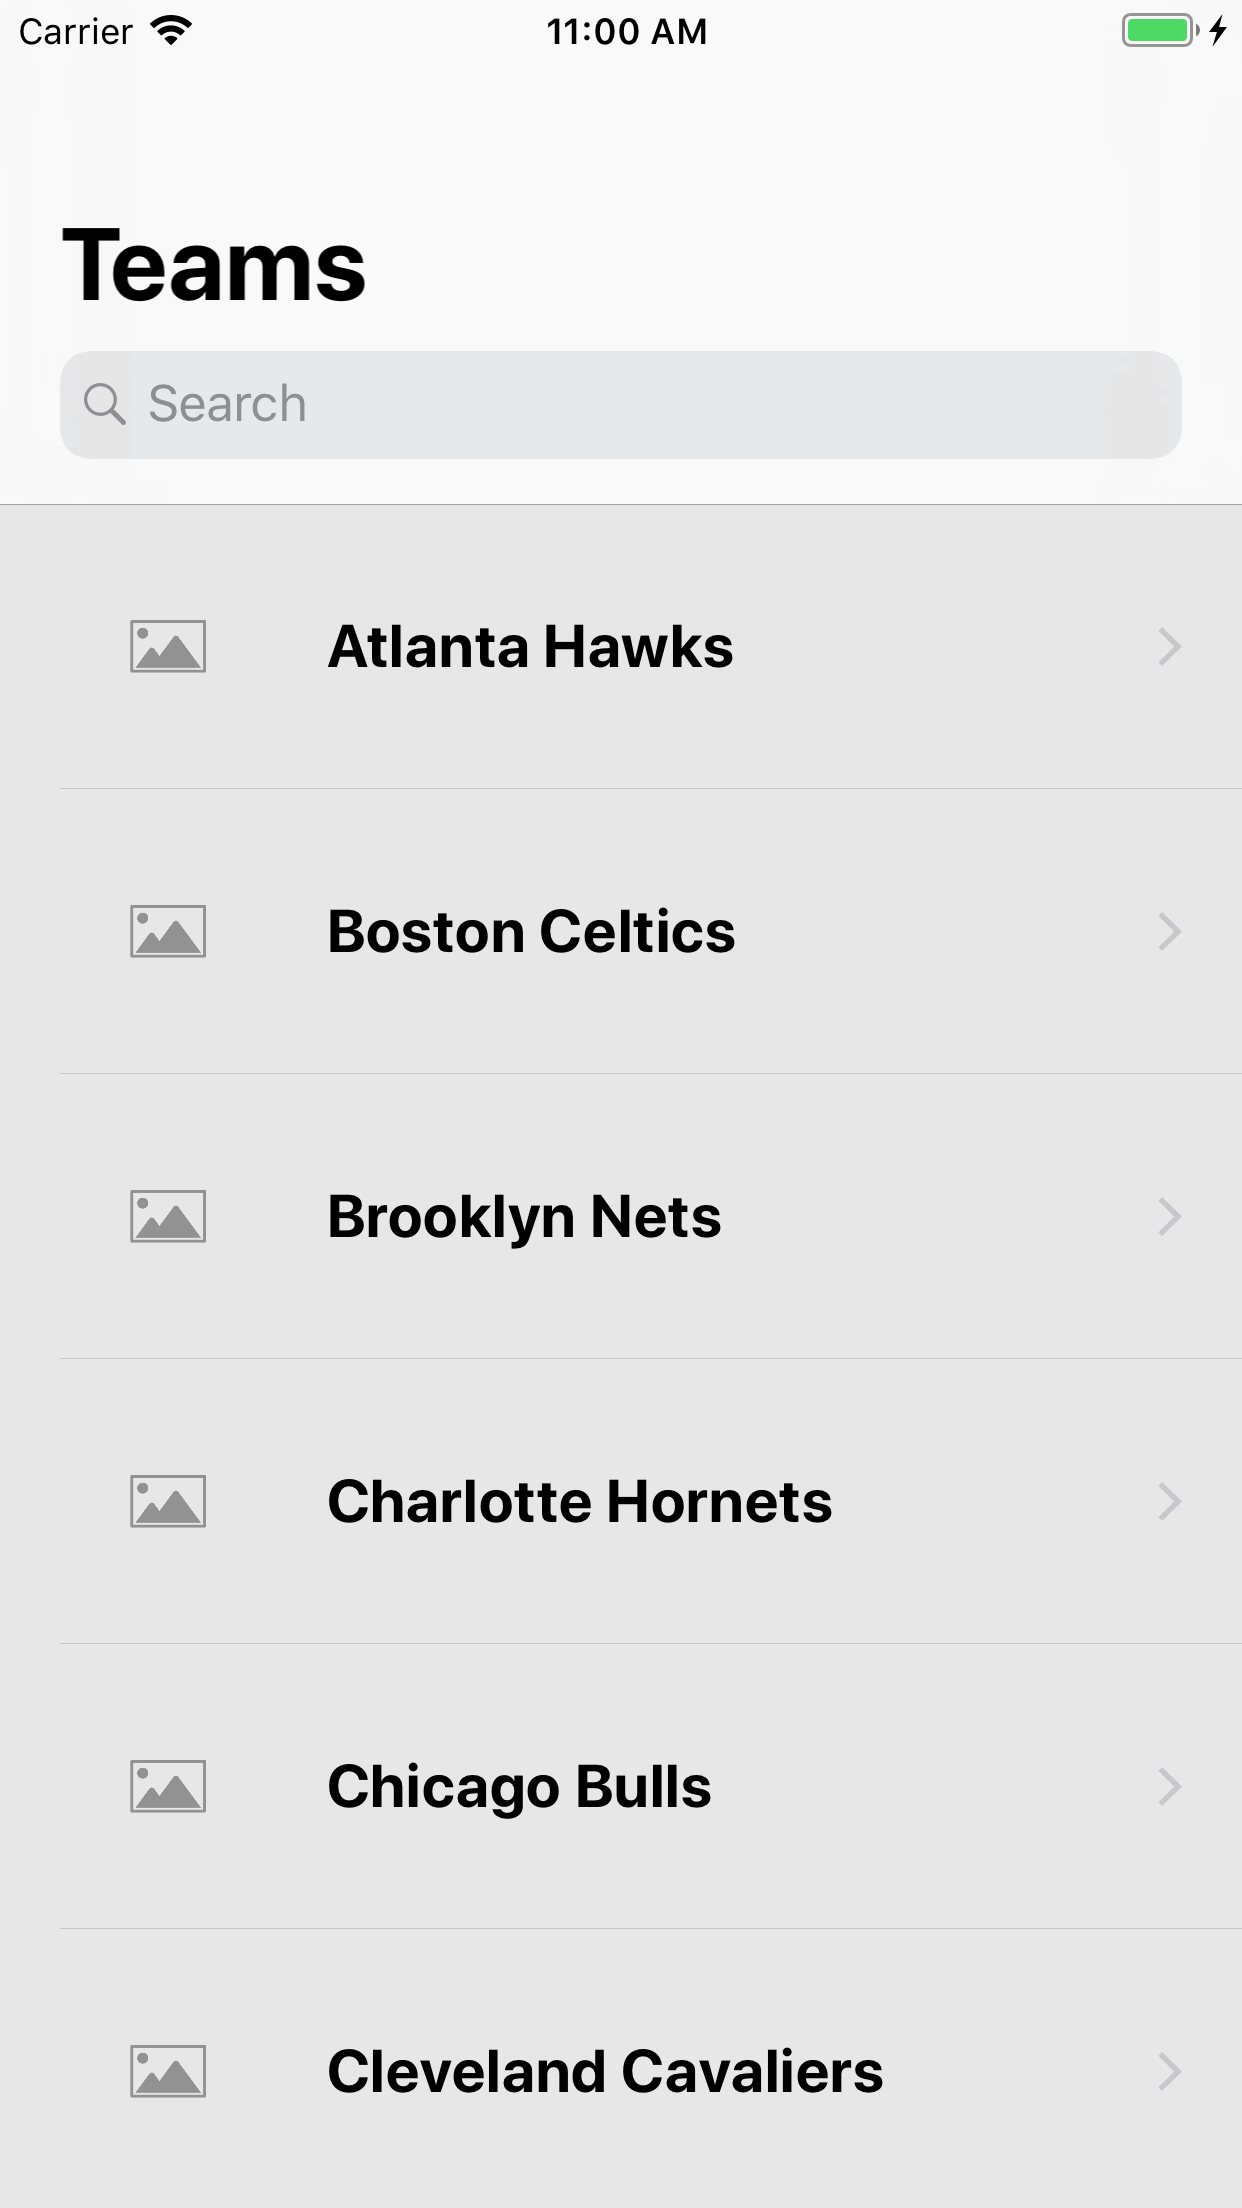 Carrier 11:00 AM
Teams
Search
Atlanta Hawks
Boston Celtics
Brooklyn Nets
Charlotte Hornets
Chicago Bulls
Cleveland Cavaliers